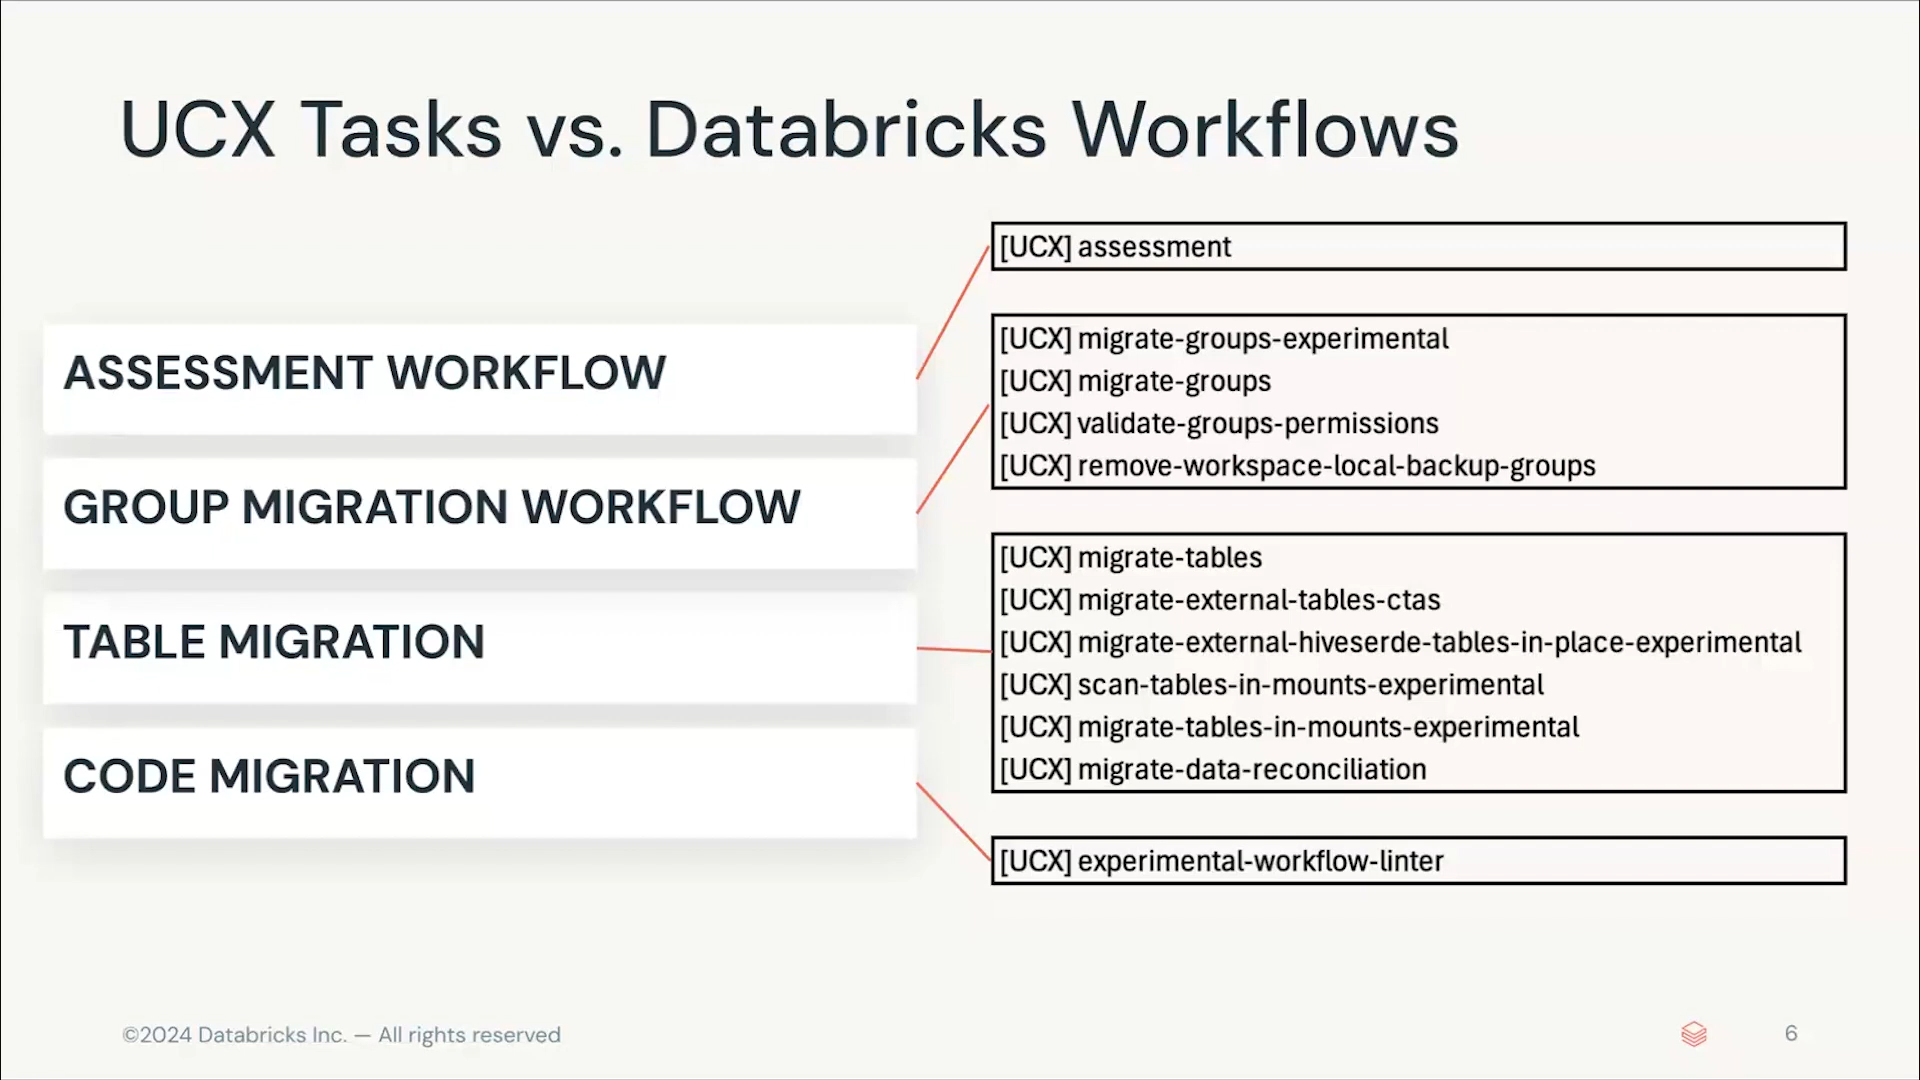 UCX Tasks vs. Databricks Workflows
ASSESSMENT WORKFLOW
GROUP MIGRATION WORKFLOW
TABLE MIGRATION
CODE MIGRATION
[UCX] assessment
[UCX] migrate-groups-experimental
[UCX] migrate-groups
[UCX] validate-groups-permissions
[UCX] remove-workspace-local-backup-groups
[UCX] migrate-tables
[UCX] migrate-external-tables-ctas
[UCX] migrate-external-hiveserde-tables-in-place-experimental
[UCX] scan-tables-in-mounts-experimental
[UCX] migrate-tables-in-mounts-experimental
[UCX] migrate-data-reconciliation
[UCX] experimental-workflow-linter
©2024 Databricks Inc. — All rights reserved
6